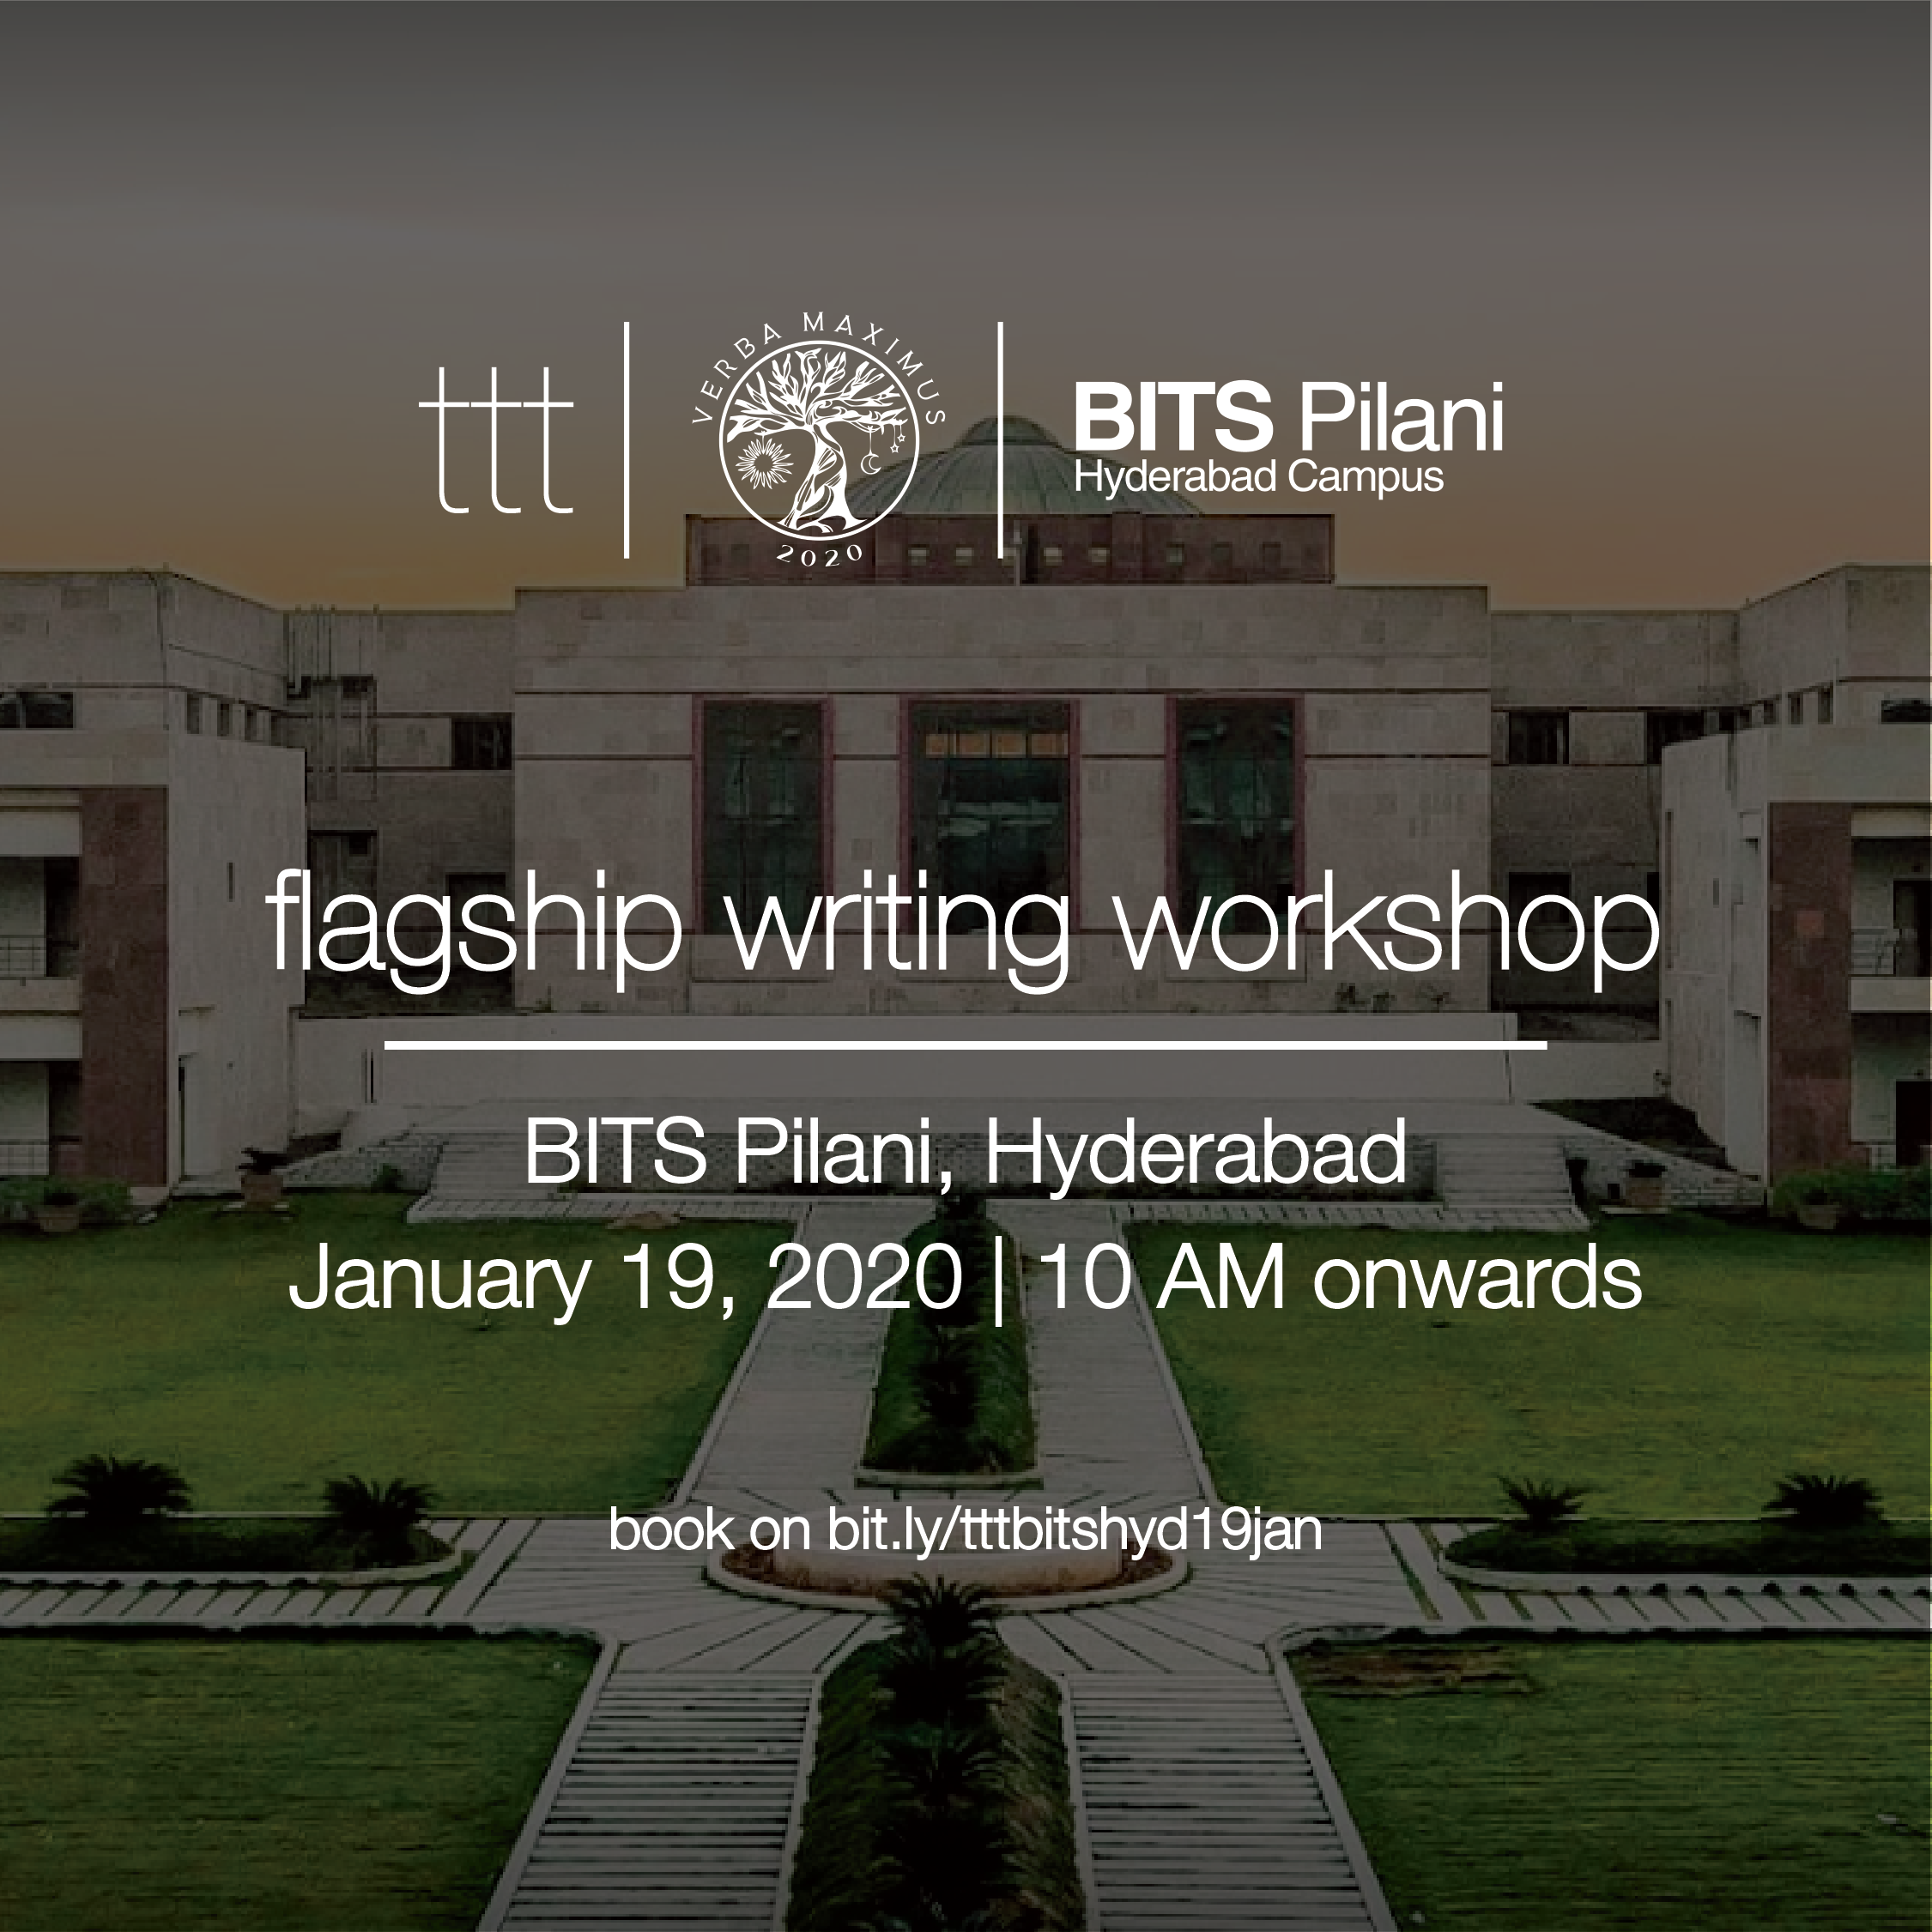 ttt
VERBA MAXIMUS
2020
BITS Pilani
Hyderabad Campus
flagship writing workshop
BITS Pilani, Hyderabad
January 19, 2020 | 10 AM onwards
book on bit.ly/tttbitshyd19jan